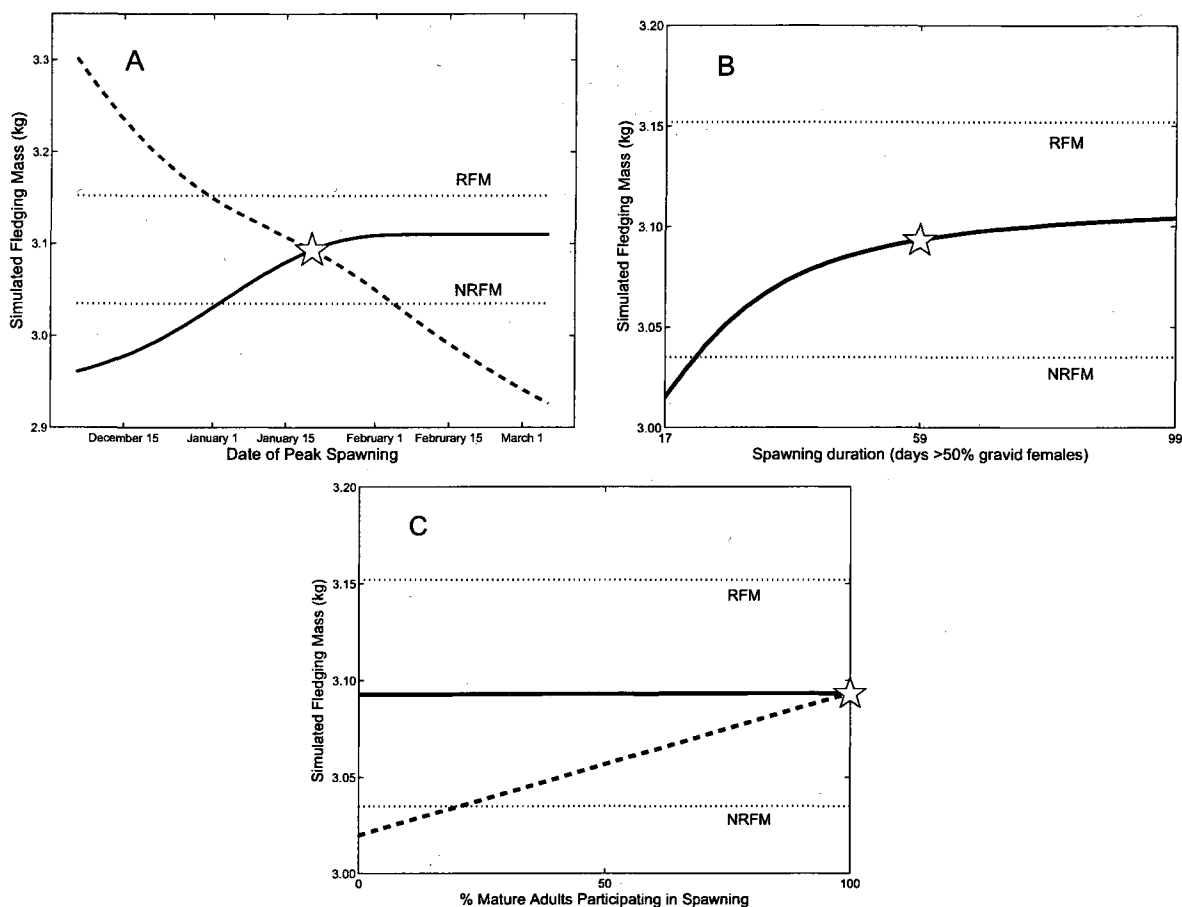 A
Simulated Fledging Mass (kg)
3.3
3.2
3.1
3.0
2.9
RFM
NRFM
December 15 January 1 January 15 February 1 Februrary 15 March 1
Date of Peak Spawning
B
Simulated Fledging Mass (kg)
3.20
3.15
3.10
3.05
3.00
RFM
NRFM
17 59 99
Spawning duration (days >50% gravid females)
C
Simulated Fledging Mass (kg)
3.20
3.15
3.10
3.05
3.00
RFM
NRFM
0 50 100
% Mature Adults Participating in Spawning